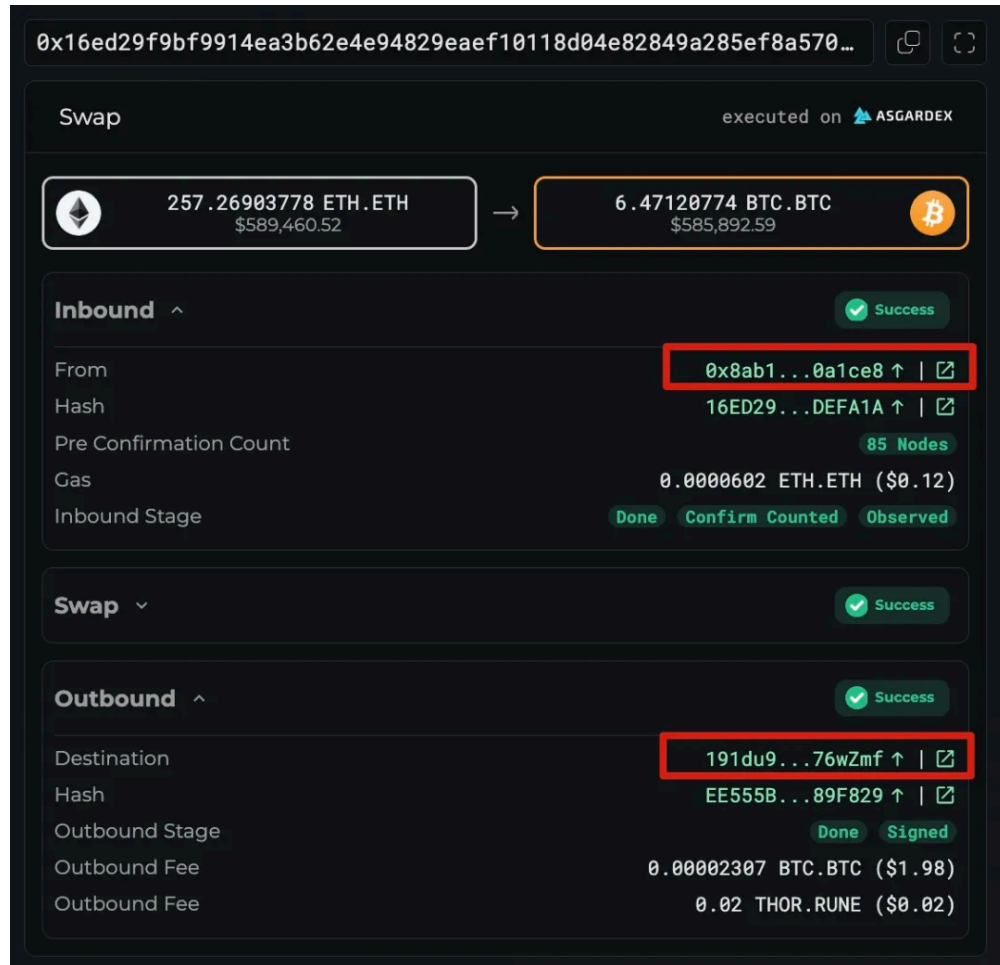 0x16ed29f9bf9914ea3b62e4e94829eaef10118d04e82849a285ef8a570…
Swap executed on ASGARDEX
257.26903778 ETH.ETH → 6.47120774 BTC.BTC
$589,460.52 $585,892.59
Inbound Success
From 0x8ab1...0a1ce8 ↑ |
Hash 16ED29...DEFA1A ↑ |
Pre Confirmation Count 85 Nodes
Gas 0.0000602 ETH.ETH ($0.12)
Inbound Stage Done Confirm Counted Observed
Swap Success
Outbound Success
Destination 191du9...76wZmf ↑ |
Hash EE555B...89F829 ↑ |
Outbound Stage Done Signed
Outbound Fee 0.00002307 BTC.BTC ($1.98)
Outbound Fee 0.02 THOR.RUNE ($0.02)